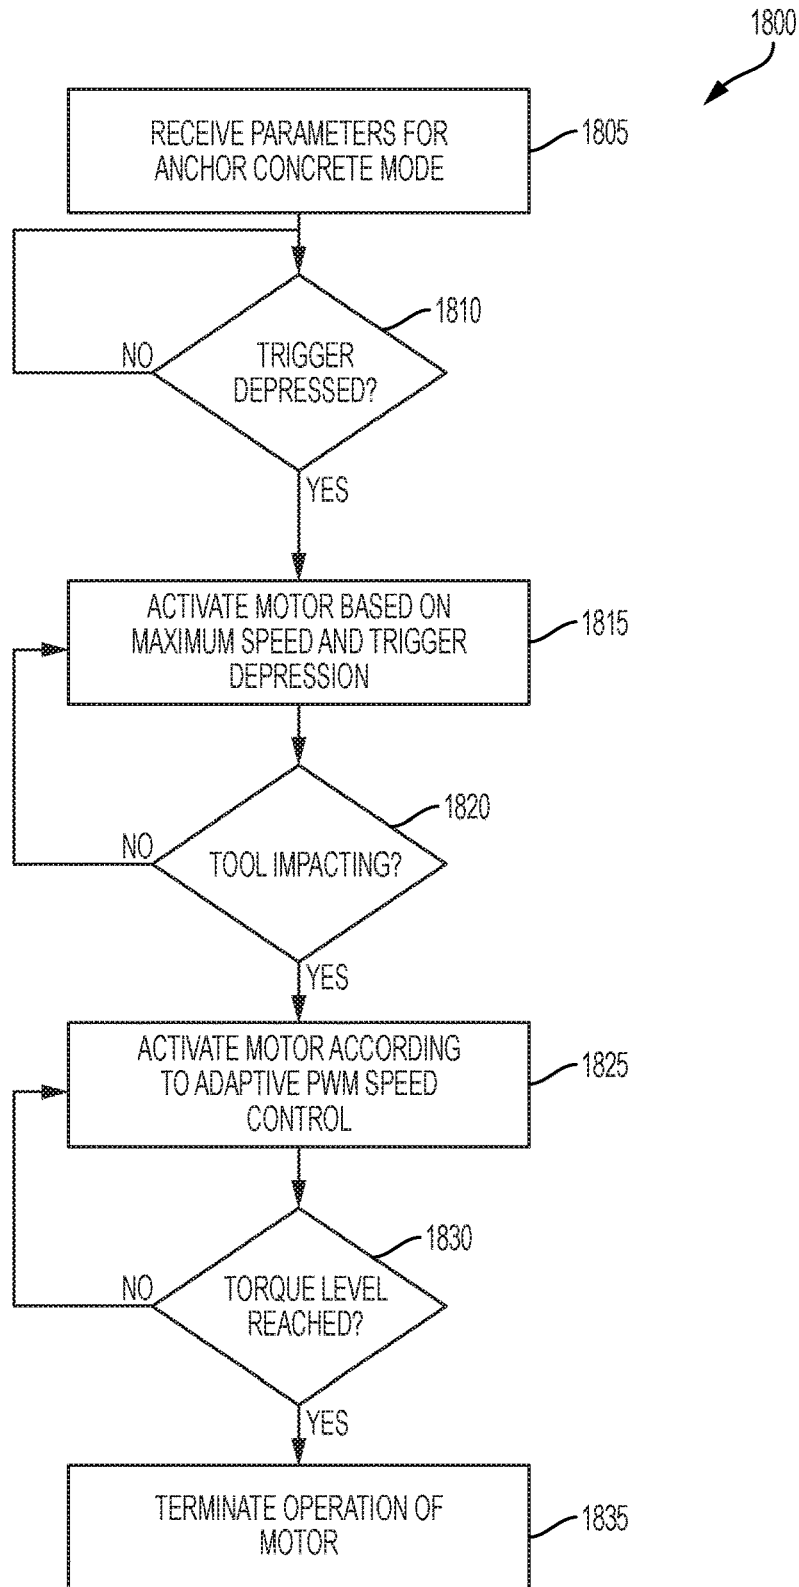 1800
RECEIVE PARAMETERS FOR
ANCHOR CONCRETE MODE
1805
1810
TRIGGER
DEPRESSED?
NO
YES
ACTIVATE MOTOR BASED ON
MAXIMUM SPEED AND TRIGGER
DEPRESSION
1815
1820
TOOL IMPACTING?
NO
YES
ACTIVATE MOTOR ACCORDING
TO ADAPTIVE PWM SPEED
CONTROL
1825
1830
TORQUE LEVEL
REACHED?
NO
YES
TERMINATE OPERATION OF
MOTOR
1835